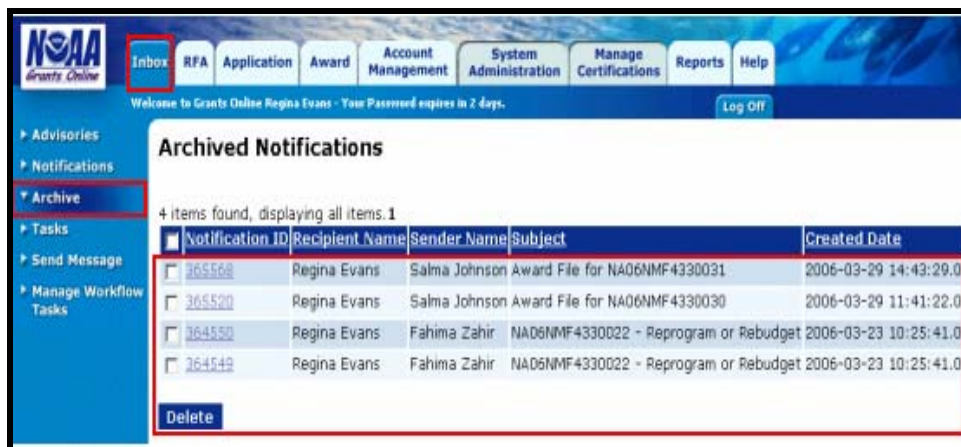 NOAA
Grants Online
Inbox RFA Application Award Account Management System Administration Manage Certifications Reports Help
Welcome to Grants Online Regina Evans - Your Password expires in 2 days. Log Off
Advisories
Notifications
Archive
Tasks
Send Message
Manage Workflow
Tasks
Archived Notifications
4 items found, displaying all items.1
Notification ID Recipient Name Sender Name Subject Created Date
365568 Regina Evans Salma Johnson Award File for NA06NMF4330031 2006-03-29 14:43:29.0
365520 Regina Evans Salma Johnson Award File for NA06NMF4330030 2006-03-29 11:41:22.0
364550 Regina Evans Fahima Zahir NA06NMF4330022 - Reprogram or Rebudget 2006-03-23 10:25:41.0
364549 Regina Evans Fahima Zahir NA06NMF4330022 - Reprogram or Rebudget 2006-03-23 10:25:41.0
Delete